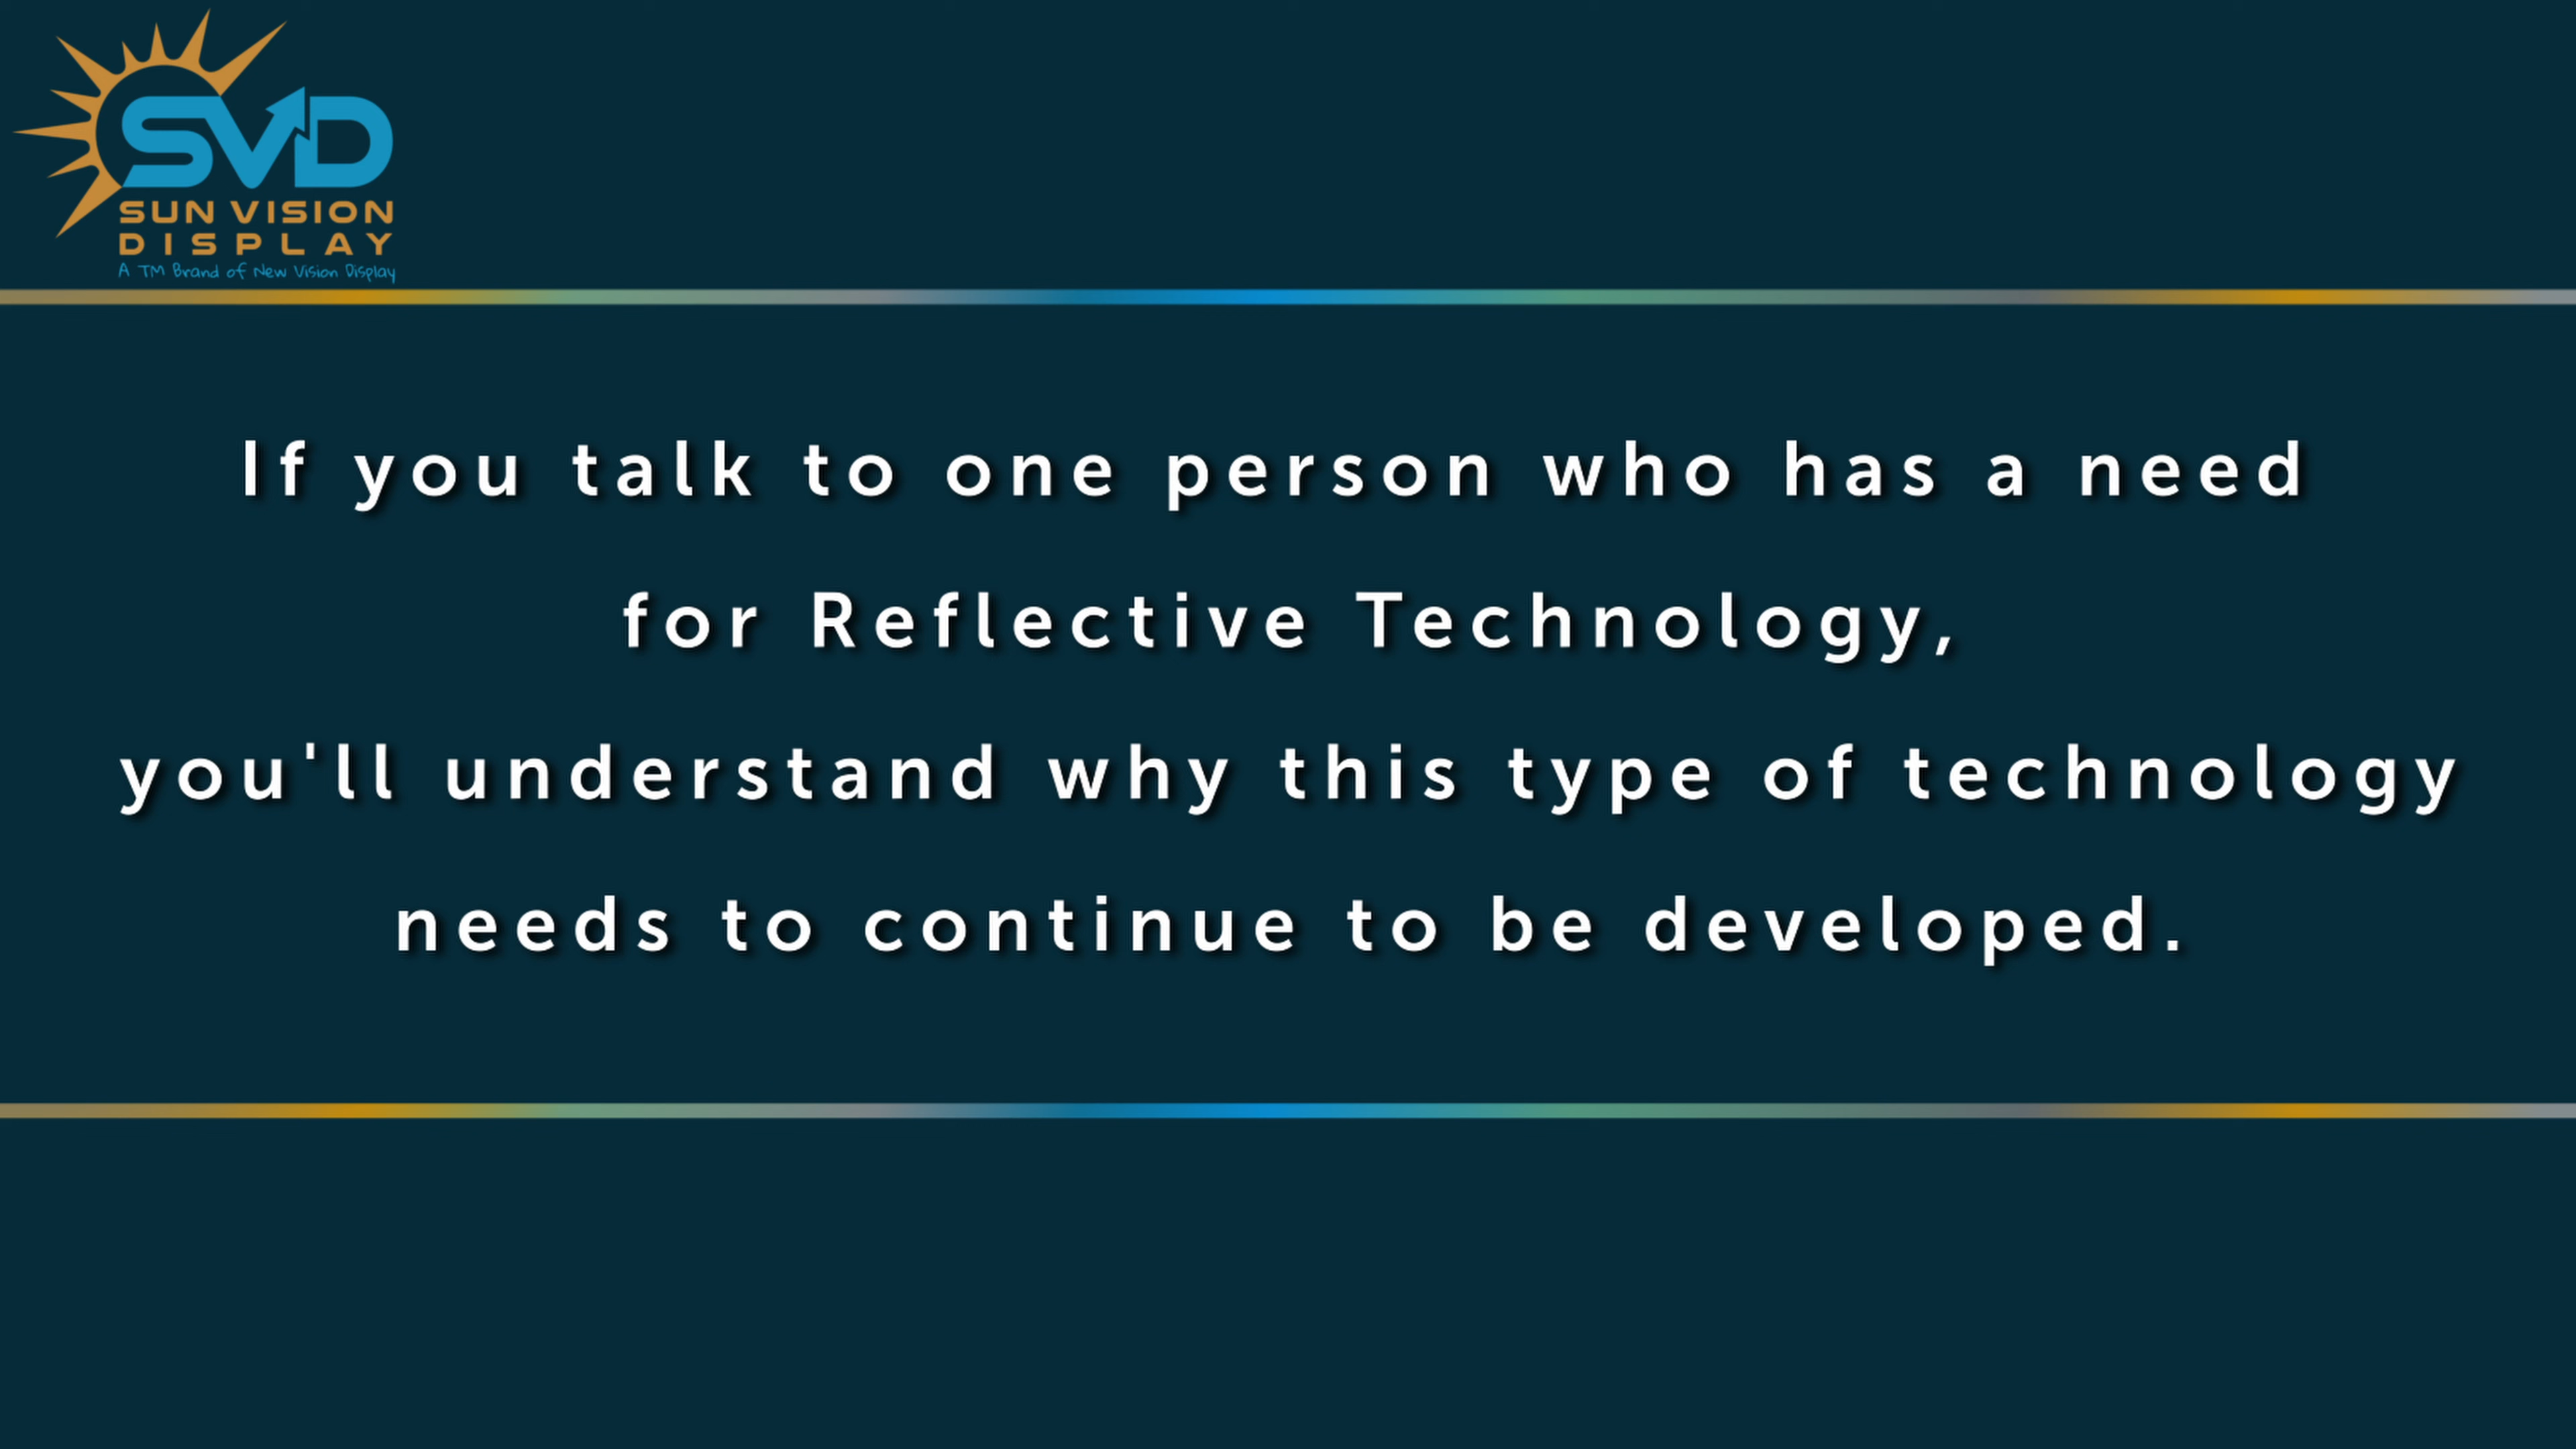 SVD
SUN VISION
DISPLAY
A TM Brand of New Vision Display
If you talk to one person who has a need
for Reflective Technology,
you'll understand why this type of technology
needs to continue to be developed.